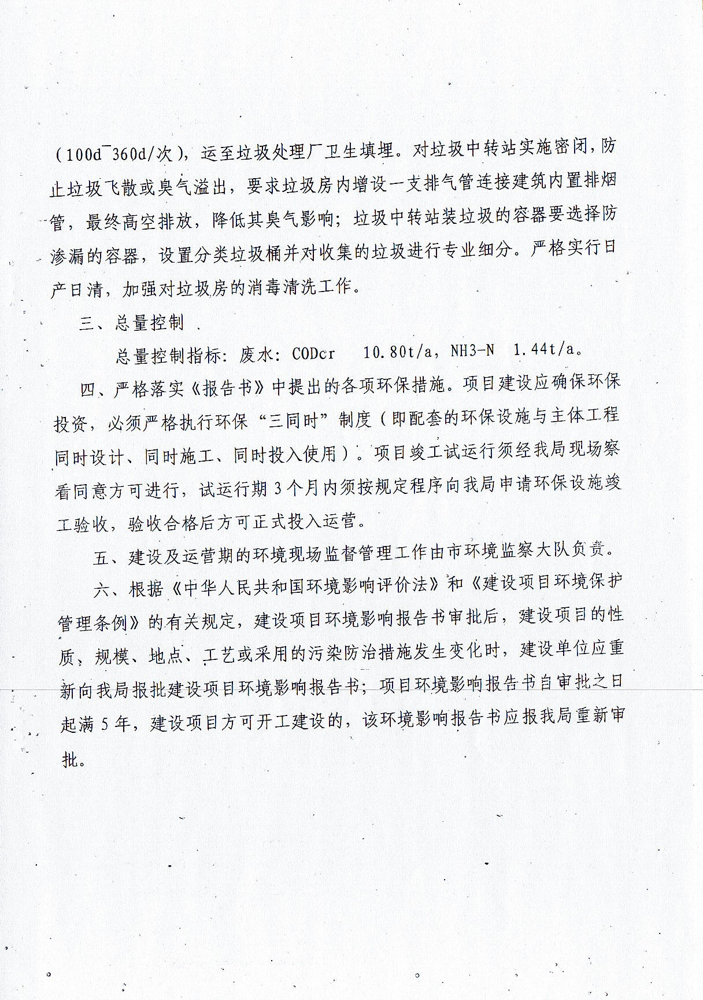 （100d¯360d/次），运至垃圾处理厂卫生填埋。对垃圾中转站实施密闭，防
止垃圾飞散或臭气溢出，要求垃圾房内增设一支排气管连接建筑内置排烟
管，最终高空排放，降低其臭气影响；垃圾中转站装垃圾的容器要选择防
渗漏的容器，设置分类垃圾桶并对收集的垃圾进行专业细分。严格实行日
产日清，加强对垃圾房的消毒清洗工作。
三、总量控制
总量控制指标：废水：CODcr 10.80t/a，NH3-N 1.44t/a。
四、严格落实《报告书》中提出的各项环保措施。项目建设应确保环保
投资，必须严格执行环保“三同时”制度（即配套的环保设施与主体工程
同时设计、同时施工、同时投入使用）。项目竣工试运行须经我局现场察
看同意方可进行，试运行期 3 个月内须按规定程序向我局申请环保设施竣
工验收，验收合格后方可正式投入运营。
五、建设及运营期的环境现场监督管理工作由市环境监察大队负责。
六、根据《中华人民共和国环境影响评价法》和《建设项目环境保护
管理条例》的有关规定，建设项目环境影响报告书审批后，建设项目的性
质、规模、地点、工艺或采用的污染防治措施发生变化时，建设单位应重
新向我局报批建设项目环境影响报告书；项目环境影响报告书自审批之日
起满 5 年，建设项目方可开工建设的，该环境影响报告书应报我局重新审
批。